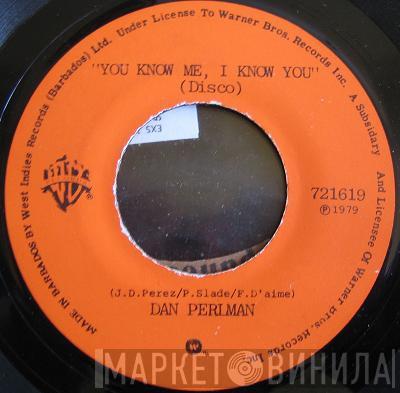 MADE IN BARBADOS BY West Indies Records (Barbados) Ltd. Under License To Warner Bros. Records Inc. A Subsidiary And Licensee Of Warner Bros. Records Inc.
"YOU KNOW ME, I KNOW YOU"
(Disco)
EXS
721619
℗ 1979
(J.D.Perez/P.Slade/F.D'aime)
DAN PERLMAN
МАРКЕТ ВИНИЛА